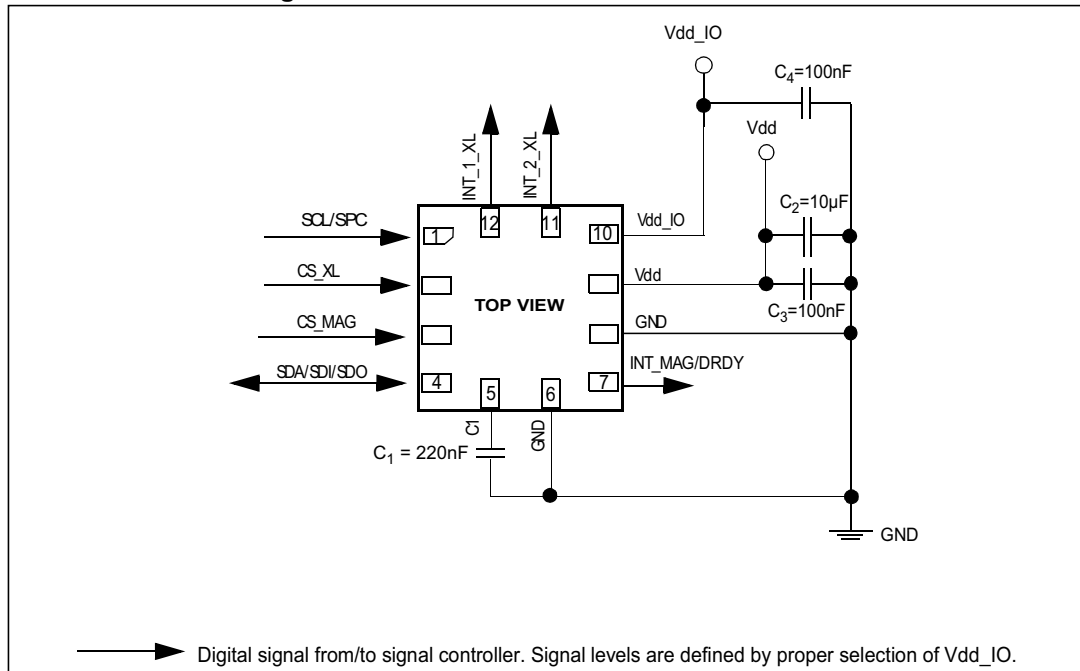 Vdd_IO
C4=100nF
Vdd
INT_1_XL
INT_2_XL
C2=10µF
SCL/SPC
1
12
11
10
Vdd_IO
CS_XL
Vdd
TOP VIEW
C3=100nF
CS_MAG
GND
INT_MAG/DRDY
SDA/SDI/SDO
4
5
6
7
C1
GND
C1 = 220nF
GND
Digital signal from/to signal controller. Signal levels are defined by proper selection of Vdd_IO.